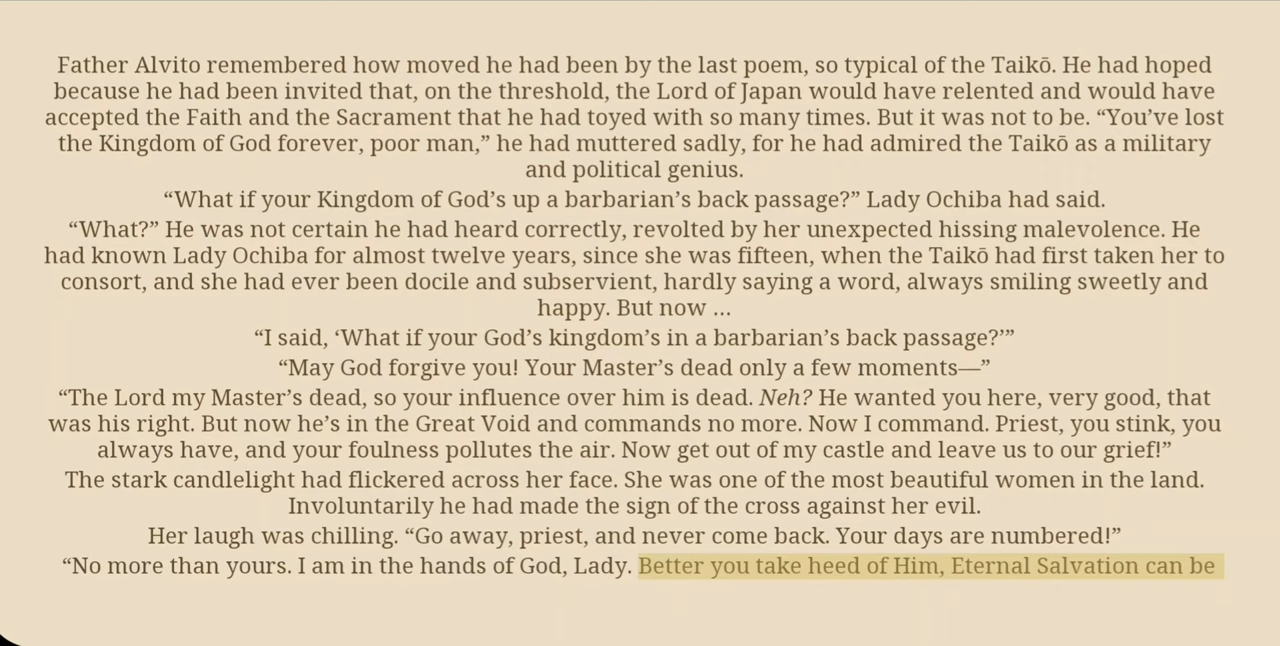 Father Alvito remembered how moved he had been by the last poem, so typical of the Taikō. He had hoped
because he had been invited that, on the threshold, the Lord of Japan would have relented and would have
accepted the Faith and the Sacrament that he had toyed with so many times. But it was not to be. “You’ve lost
the Kingdom of God forever, poor man,” he had muttered sadly, for he had admired the Taikō as a military
and political genius.
“What if your Kingdom of God’s up a barbarian’s back passage?” Lady Ochiba had said.
“What?” He was not certain he had heard correctly, revolted by her unexpected hissing malevolence. He
had known Lady Ochiba for almost twelve years, since she was fifteen, when the Taikō had first taken her to
consort, and she had ever been docile and subservient, hardly saying a word, always smiling sweetly and
happy. But now ...
“I said, ‘What if your God’s kingdom’s in a barbarian’s back passage?’”
“May God forgive you! Your Master’s dead only a few moments—”
“The Lord my Master’s dead, so your influence over him is dead. Neh? He wanted you here, very good, that
was his right. But now he’s in the Great Void and commands no more. Now I command. Priest, you stink, you
always have, and your foulness pollutes the air. Now get out of my castle and leave us to our grief!”
The stark candlelight had flickered across her face. She was one of the most beautiful women in the land.
Involuntarily he had made the sign of the cross against her evil.
Her laugh was chilling. “Go away, priest, and never come back. Your days are numbered!”
“No more than yours. I am in the hands of God, Lady. Better you take heed of Him, Eternal Salvation can be